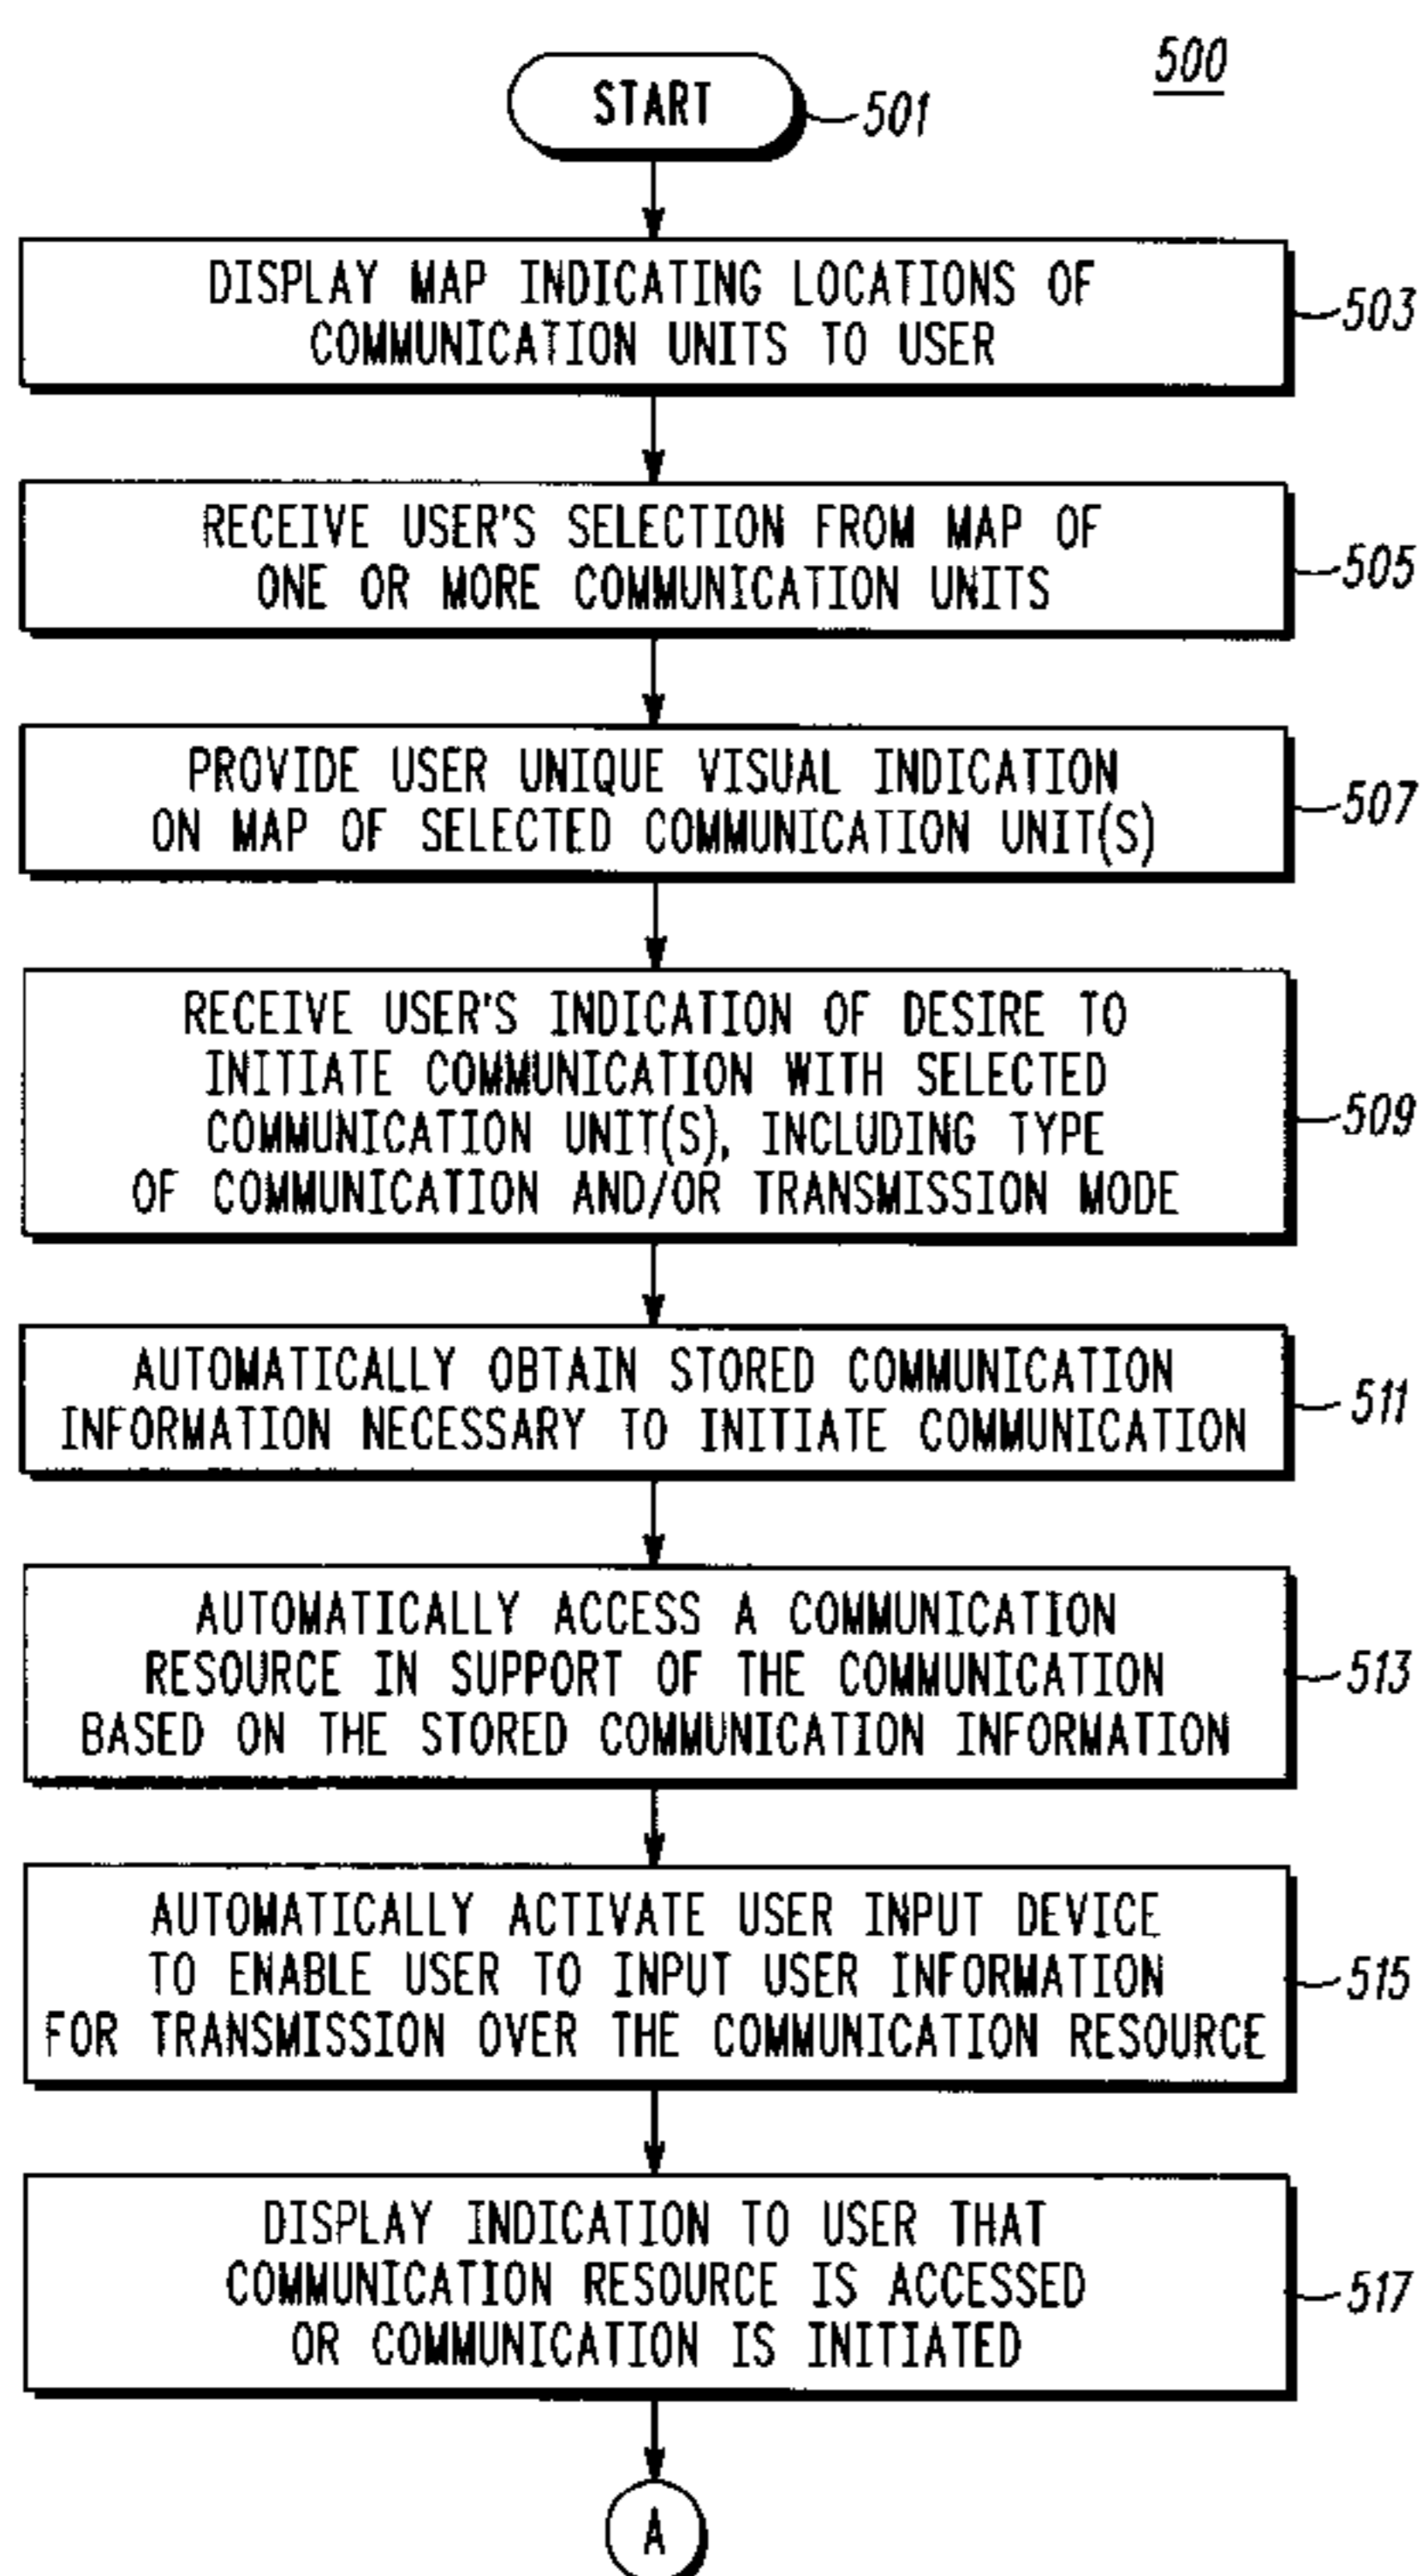 500
START
501
DISPLAY MAP INDICATING LOCATIONS OF
COMMUNICATION UNITS TO USER
503
RECEIVE USER'S SELECTION FROM MAP OF
ONE OR MORE COMMUNICATION UNITS
505
PROVIDE USER UNIQUE VISUAL INDICATION
ON MAP OF SELECTED COMMUNICATION UNIT(S)
507
RECEIVE USER'S INDICATION OF DESIRE TO
INITIATE COMMUNICATION WITH SELECTED
COMMUNICATION UNIT(S), INCLUDING TYPE
OF COMMUNICATION AND/OR TRANSMISSION MODE
509
AUTOMATICALLY OBTAIN STORED COMMUNICATION
INFORMATION NECESSARY TO INITIATE COMMUNICATION
511
AUTOMATICALLY ACCESS A COMMUNICATION
RESOURCE IN SUPPORT OF THE COMMUNICATION
BASED ON THE STORED COMMUNICATION INFORMATION
513
AUTOMATICALLY ACTIVATE USER INPUT DEVICE
TO ENABLE USER TO INPUT USER INFORMATION
FOR TRANSMISSION OVER THE COMMUNICATION RESOURCE
515
DISPLAY INDICATION TO USER THAT
COMMUNICATION RESOURCE IS ACCESSED
OR COMMUNICATION IS INITIATED
517
A